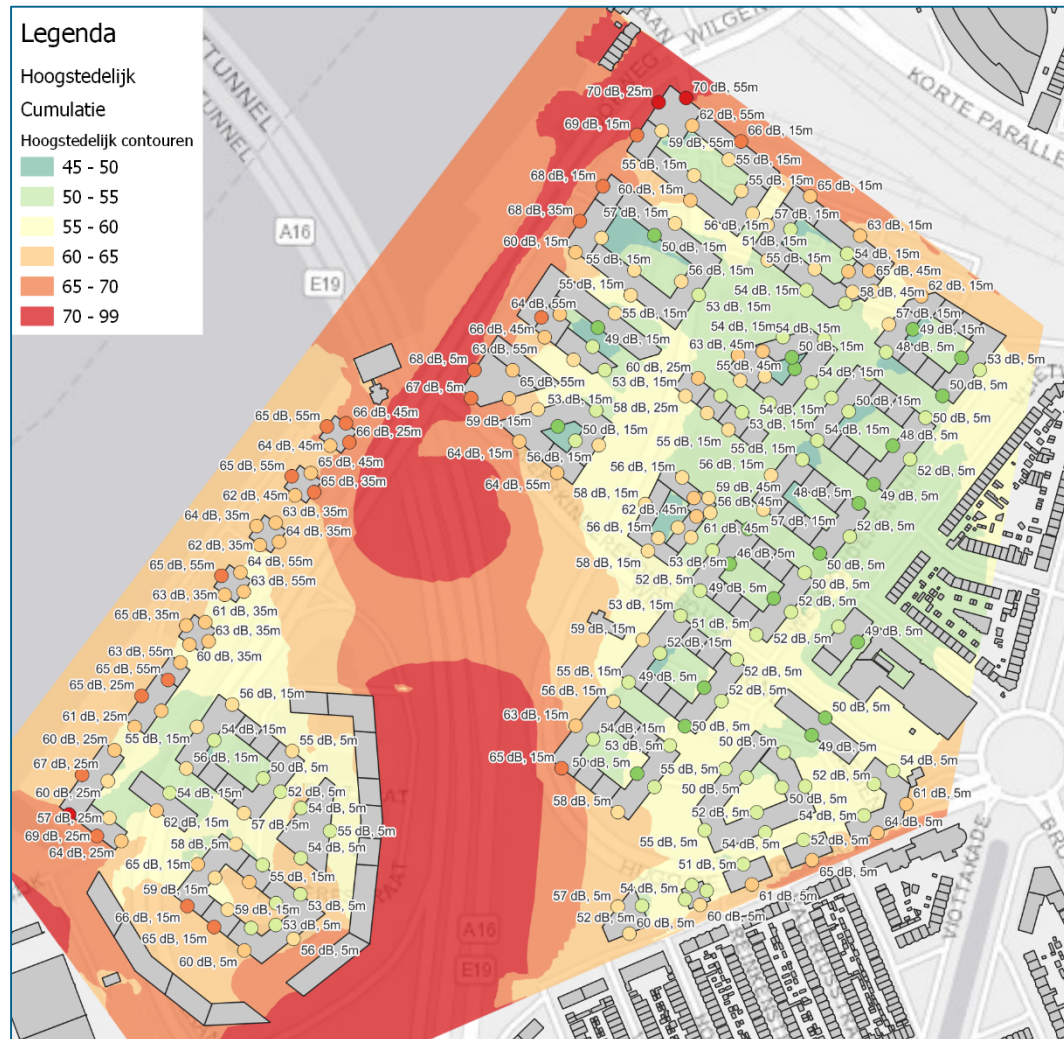 Legenda
Hoogstedelijk
Cumulatie
Hoogstedelijk contouren
45 - 50
50 - 55
55 - 60
60 - 65
65 - 70
70 - 99
TTUNNEL
TUNNEL
A16
E19
LAAN
WILGEN
KORTE PARALLE
70 dB, 25m
70 dB, 55m
69 dB, 15m
62 dB, 55m
66 dB, 15m
59 dB, 55m
55 dB, 15m
55 dB, 15m
68 dB, 15m
60 dB, 15m
65 dB, 15m
68 dB, 35m
57 dB, 15m
57 dB, 15m
63 dB, 15m
56 dB, 15m
60 dB, 15m
50 dB, 15m
51 dB, 15m
54 dB, 15m
55 dB, 15m
55 dB, 15m
65 dB, 45m
56 dB, 15m
54 dB, 15m
58 dB, 45m
62 dB, 15m
55 dB, 15m
53 dB, 15m
64 dB, 55m
55 dB, 15m
57 dB, 15m
66 dB, 45m
54 dB, 15m
54 dB, 15m
49 dB, 15m
63 dB, 55m
49 dB, 15m
63 dB, 45m
50 dB, 15m
48 dB, 5m
53 dB, 5m
68 dB, 5m
60 dB, 25m
55 dB, 45m
54 dB, 15m
50 dB, 5m
67 dB, 5m
65 dB, 55m
53 dB, 15m
53 dB, 15m
58 dB, 25m
54 dB, 15m
50 dB, 15m
50 dB, 5m
65 dB, 55m
66 dB, 45m
59 dB, 15m
50 dB, 15m
53 dB, 15m
54 dB, 15m
48 dB, 5m
66 dB, 25m
64 dB, 45m
64 dB, 15m
56 dB, 15m
55 dB, 15m
52 dB, 5m
65 dB, 55m
65 dB, 45m
64 dB, 55m
56 dB, 15m
56 dB, 15m
65 dB, 35m
59 dB, 45m
49 dB, 5m
62 dB, 45m
58 dB, 15m
56 dB, 45m
48 dB, 5m
63 dB, 35m
62 dB, 45m
57 dB, 15m
52 dB, 5m
64 dB, 35m
64 dB, 35m
56 dB, 15m
61 dB, 45m
62 dB, 35m
64 dB, 55m
58 dB, 15m
53 dB, 5m
46 dB, 5m
50 dB, 5m
65 dB, 55m
63 dB, 55m
52 dB, 5m
49 dB, 5m
50 dB, 5m
63 dB, 35m
61 dB, 35m
53 dB, 15m
51 dB, 5m
52 dB, 5m
65 dB, 35m
63 dB, 35m
59 dB, 15m
52 dB, 15m
52 dB, 5m
49 dB, 5m
60 dB, 35m
63 dB, 55m
55 dB, 15m
52 dB, 5m
65 dB, 55m
65 dB, 25m
56 dB, 15m
56 dB, 15m
49 dB, 5m
52 dB, 5m
61 dB, 25m
55 dB, 15m
54 dB, 15m
55 dB, 5m
63 dB, 15m
54 dB, 15m
50 dB, 5m
50 dB, 5m
60 dB, 25m
56 dB, 15m
53 dB, 5m
50 dB, 5m
49 dB, 5m
67 dB, 25m
50 dB, 5m
65 dB, 15m
50 dB, 5m
55 dB, 5m
52 dB, 5m
60 dB, 25m
54 dB, 15m
52 dB, 5m
50 dB, 5m
50 dB, 5m
52 dB, 5m
57 dB, 25m
62 dB, 15m
57 dB, 5m
54 dB, 5m
58 dB, 5m
52 dB, 5m
54 dB, 5m
61 dB, 5m
69 dB, 25m
55 dB, 5m
64 dB, 5m
64 dB, 25m
58 dB, 5m
54 dB, 5m
55 dB, 5m
54 dB, 5m
52 dB, 5m
65 dB, 15m
55 dB, 15m
51 dB, 5m
65 dB, 5m
59 dB, 15m
54 dB, 5m
61 dB, 5m
66 dB, 15m
59 dB, 15m
53 dB, 5m
57 dB, 5m
60 dB, 5m
65 dB, 15m
53 dB, 5m
52 dB, 5m
60 dB, 5m
60 dB, 5m
56 dB, 5m
A16
E19
VIOTTAKADE